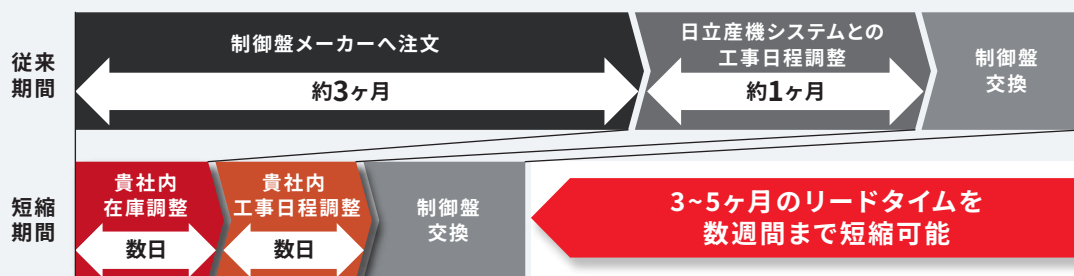 従来
期間
制御盤メーカーへ注文
約3ヶ月
日立産機システムとの
工事日程調整
約1ヶ月
制御盤
交換
短縮
期間
貴社内
在庫調整
数日
貴社内
工事日程調整
数日
制御盤
交換
3~5ヶ月のリードタイムを
数週間まで短縮可能